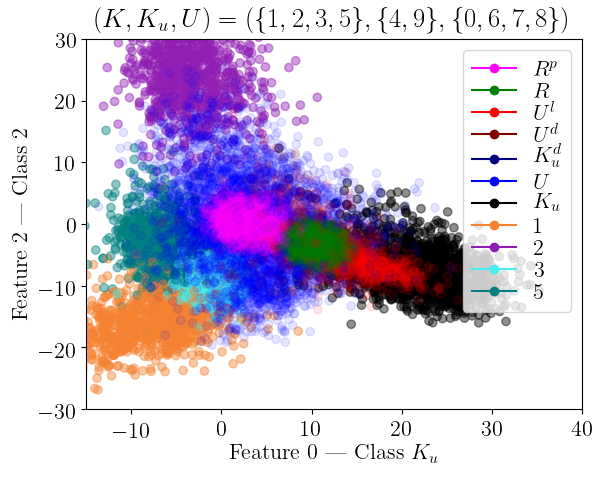 (K, K_u, U) = ({1, 2, 3, 5}, {4, 9}, {0, 6, 7, 8})
Feature 2 — Class 2
30
20
10
0
−10
−20
−30
−10
0
10
20
30
40
Feature 0 — Class K_u
R^p
R
U^l
U^d
K_u^d
U
K_u
1
2
3
5